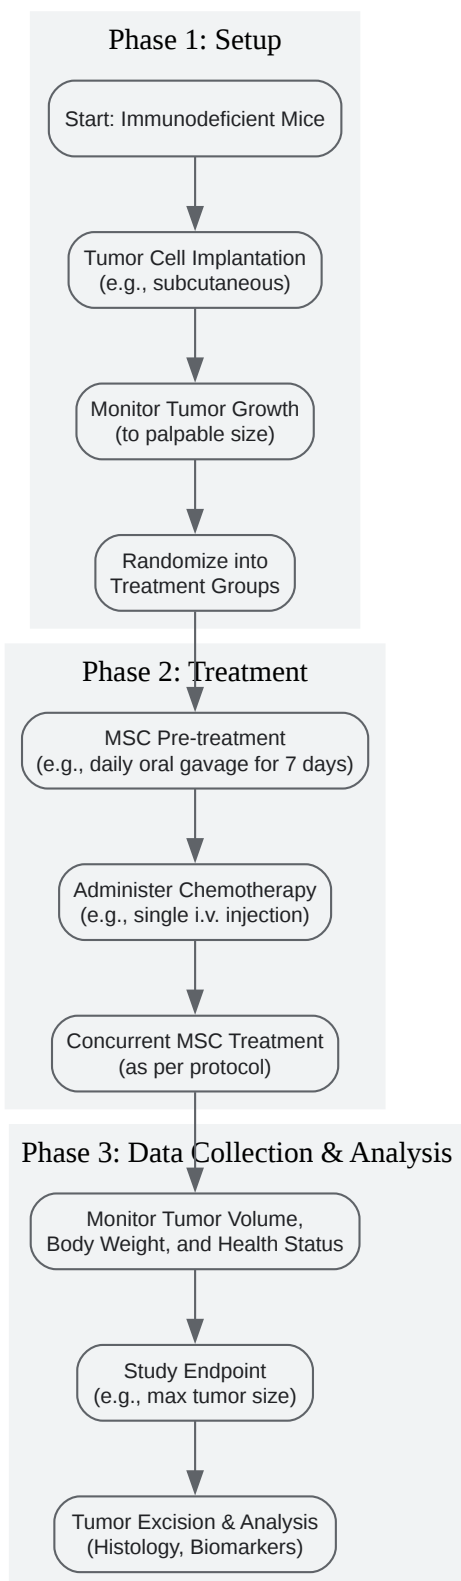 Phase 1: Setup
Start: Immunodeficient Mice
Tumor Cell Implantation
(e.g., subcutaneous)
Monitor Tumor Growth
(to palpable size)
Randomize into
Treatment Groups
Phase 2: Treatment
MSC Pre-treatment
(e.g., daily oral gavage for 7 days)
Administer Chemotherapy
(e.g., single i.v. injection)
Concurrent MSC Treatment
(as per protocol)
Phase 3: Data Collection & Analysis
Monitor Tumor Volume,
Body Weight, and Health Status
Study Endpoint
(e.g., max tumor size)
Tumor Excision & Analysis
(Histology, Biomarkers)